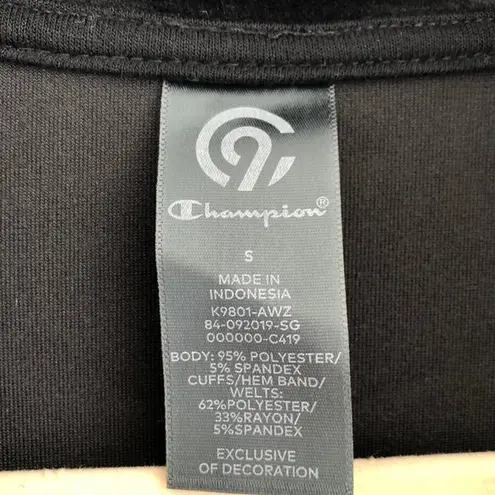 C9
Champion®
S
MADE IN
INDONESIA
K9801-AWZ
84-092019-SG
000000-C419
BODY: 95% POLYESTER/
5% SPANDEX
CUFFS/HEM BAND/
WELTS:
62%POLYESTER/
33%RAYON/
5%SPANDEX
EXCLUSIVE
OF DECORATION